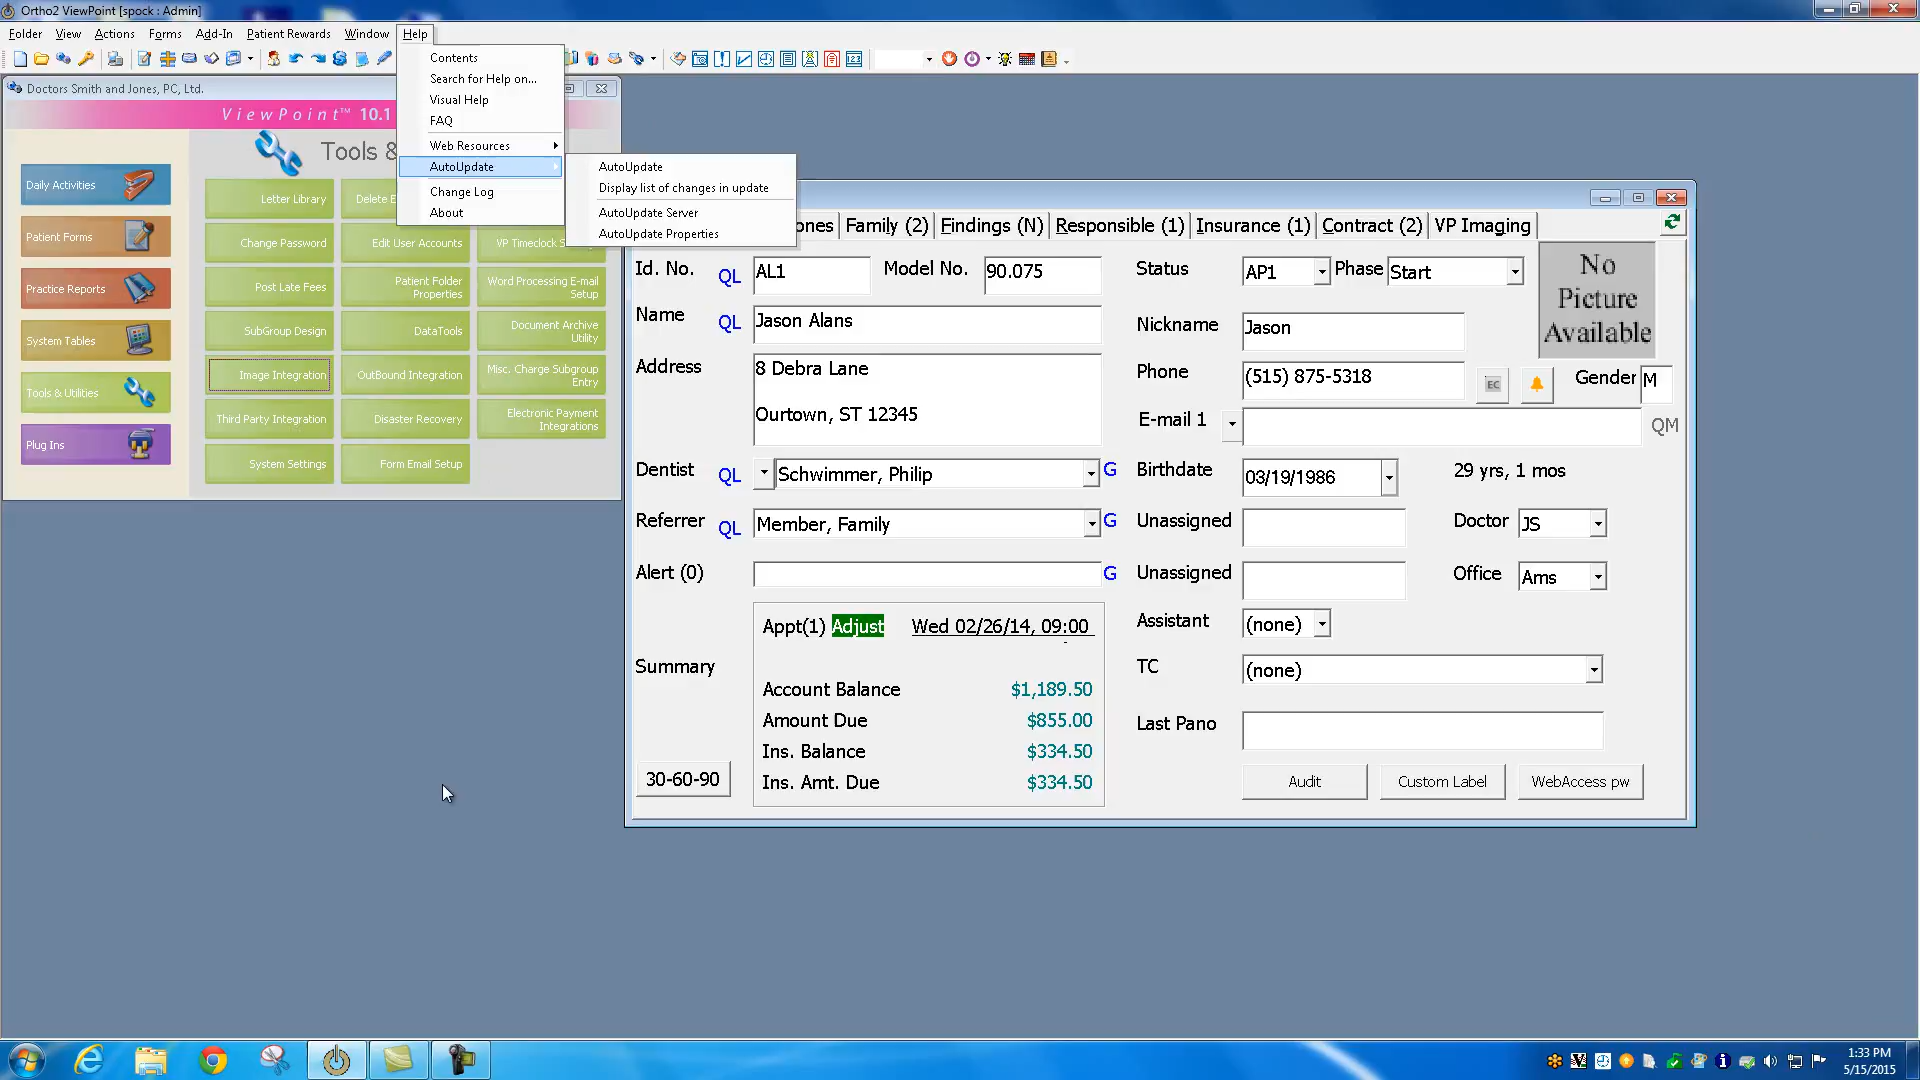 Ortho2 ViewPoint [spock : Admin]
Folder View Actions Forms Add-In Patient Rewards Window Help
Contents
Search for Help on...
Visual Help
FAQ
Web Resources
AutoUpdate
Change Log
About
AutoUpdate
Display list of changes in update
AutoUpdate Server
AutoUpdate Properties
Doctors Smith and Jones, PC, Ltd.
ViewPoint™ 10.1
Tools &
Daily Activities
Patient Forms
Practice Reports
System Tables
Tools & Utilities
Plug Ins
Letter Library
Delete E
Change Password
Edit User Accounts
VP Timeclock S
Post Late Fees
Patient Folder
Properties
Word Processing E-mail
Setup
SubGroup Design
DataTools
Document Archive
Utility
Image Integration
OutBound Integration
Misc. Charge Subgroup
Entry
Third Party Integration
Disaster Recovery
Electronic Payment
Integrations
System Settings
Form Email Setup
ones Family (2) Findings (N) Responsible (1) Insurance (1) Contract (2) VP Imaging
Id. No. QL AL1 Model No. 90.075 Status AP1 Phase Start
No
Picture
Available
Name QL Jason Alans Nickname Jason
Address 8 Debra Lane Phone (515) 875-5318 EC Gender M
Ourtown, ST 12345 E-mail 1 QM
Dentist QL Schwimmer, Philip G Birthdate 03/19/1986 29 yrs, 1 mos
Referrer QL Member, Family G Unassigned Doctor JS
Alert (0) G Unassigned Office Ams
Appt(1) Adjust Wed 02/26/14, 09:00 Assistant (none)
Summary TC (none)
Account Balance $1,189.50
Amount Due $855.00 Last Pano
Ins. Balance $334.50
30-60-90 Ins. Amt. Due $334.50 Audit Custom Label WebAccess pw
1:33 PM
5/15/2015